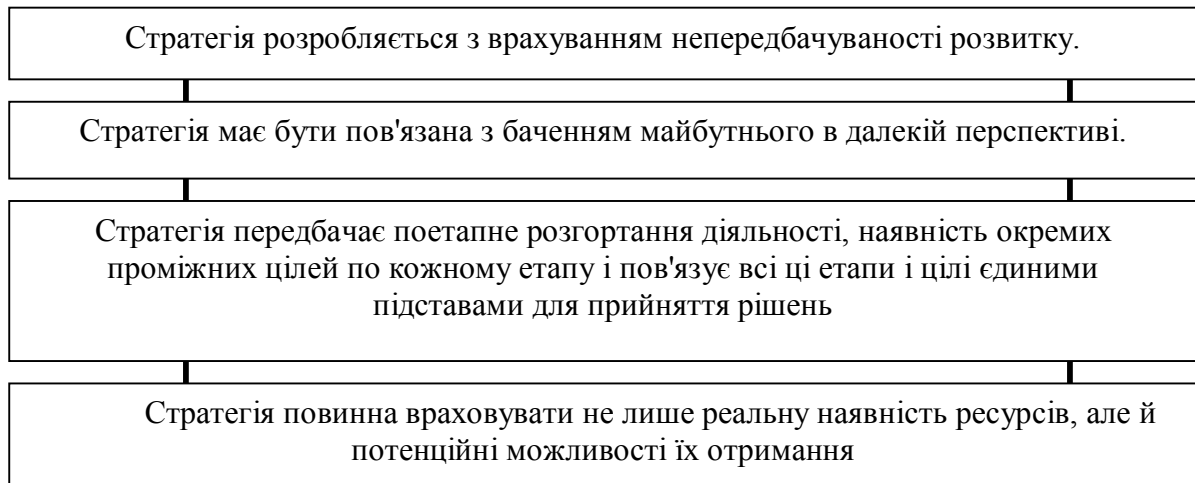 Стратегія розробляється з врахуванням непередбачуваності розвитку.
Стратегія має бути пов'язана з баченням майбутнього в далекій перспективі.
Стратегія передбачає поетапне розгортання діяльності, наявність окремих
проміжних цілей по кожному етапу і пов'язує всі ці етапи і цілі єдиними
підставами для прийняття рішень
Стратегія повинна враховувати не лише реальну наявність ресурсів, але й
потенційні можливості їх отримання